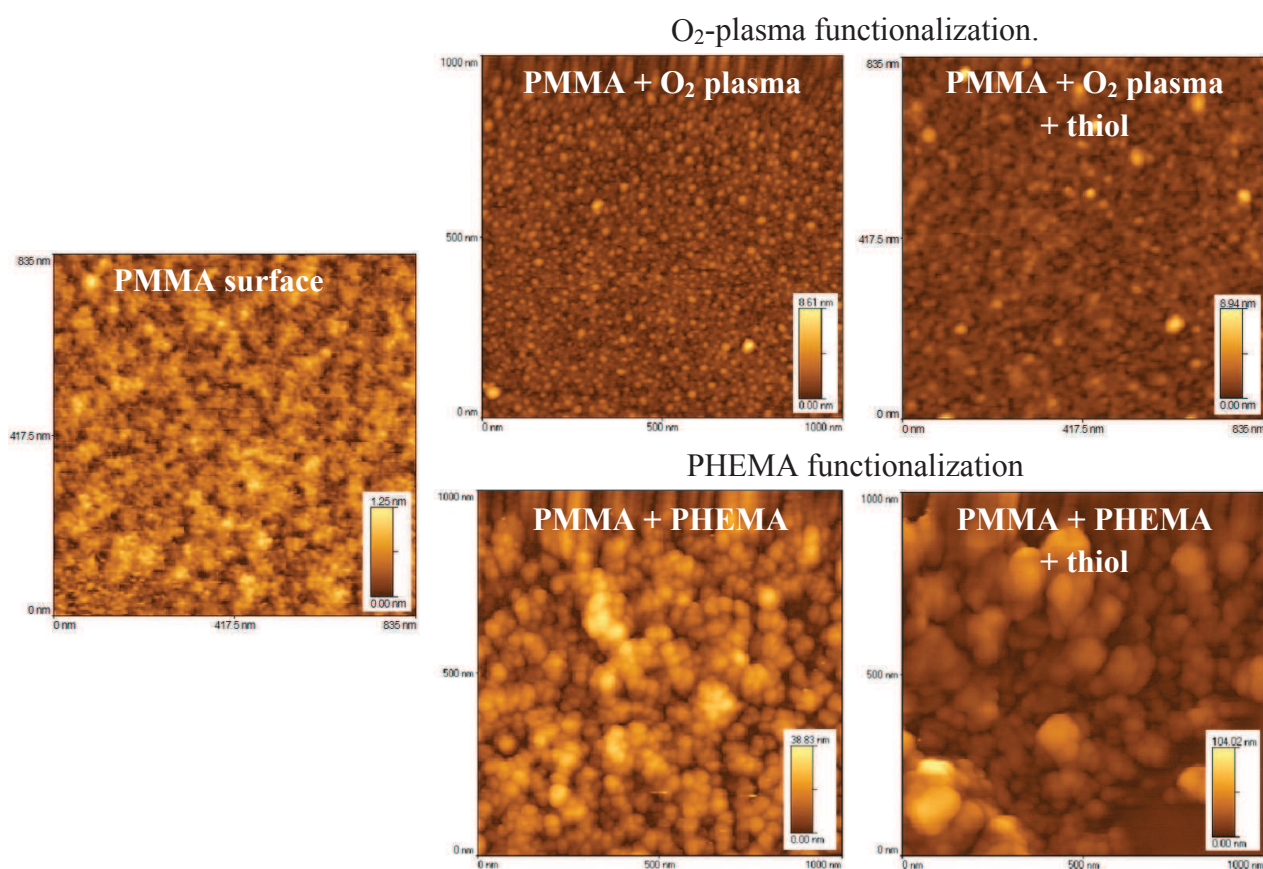 O₂-plasma functionalization.
1000 nm
PMMA + O₂ plasma
500 nm
8.61 nm
0.00 nm
0 nm
0 nm
500 nm
1000 nm
835 nm
PMMA + O₂ plasma
+ thiol
417.5 nm
8.94 nm
0.00 nm
0 nm
0 nm
417.5 nm
835 nm
835 nm
PMMA surface
417.5 nm
1.25 nm
0.00 nm
0 nm
0 nm
417.5 nm
835 nm
PHEMA functionalization
1000 nm
PMMA + PHEMA
500 nm
38.83 nm
0.00 nm
0 nm
0 nm
500 nm
1000 nm
1000 nm
PMMA + PHEMA
+ thiol
500 nm
104.02 nm
0.00 nm
0 nm
0 nm
500 nm
1000 nm